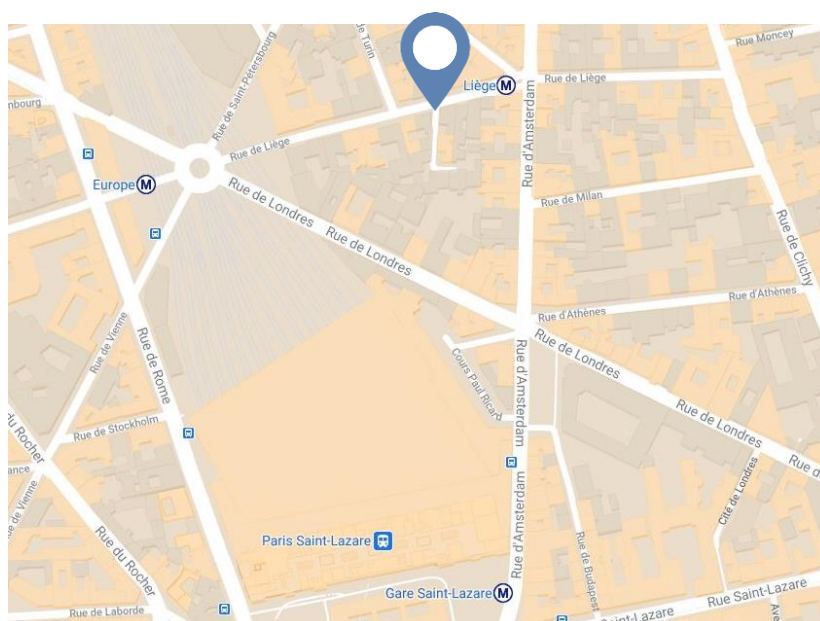 Rue Moncey
de Turin
Rue de Saint-Pétersbourg
Liège M
Rue de Liège
Rue d'Amsterdam
Rue de Liège
Europe M
Rue de Londres
Rue de Londres
Rue de Milan
Rue de Clichy
Rue d'Athènes
Rue d'Athènes
Rue de Vienne
Rue de Rome
Rue de Londres
Cours Paul Ricard
Rue d'Amsterdam
Rue de Londres
Rue de Stockholm
du Rocher
de Vienne
Rue du Rocher
Rue d'Amsterdam
Cité de Londres
Paris Saint-Lazare
Rue de Budapest
Gare Saint-Lazare M
Rue Saint-Lazare
Saint-Lazare
Rue de Laborde